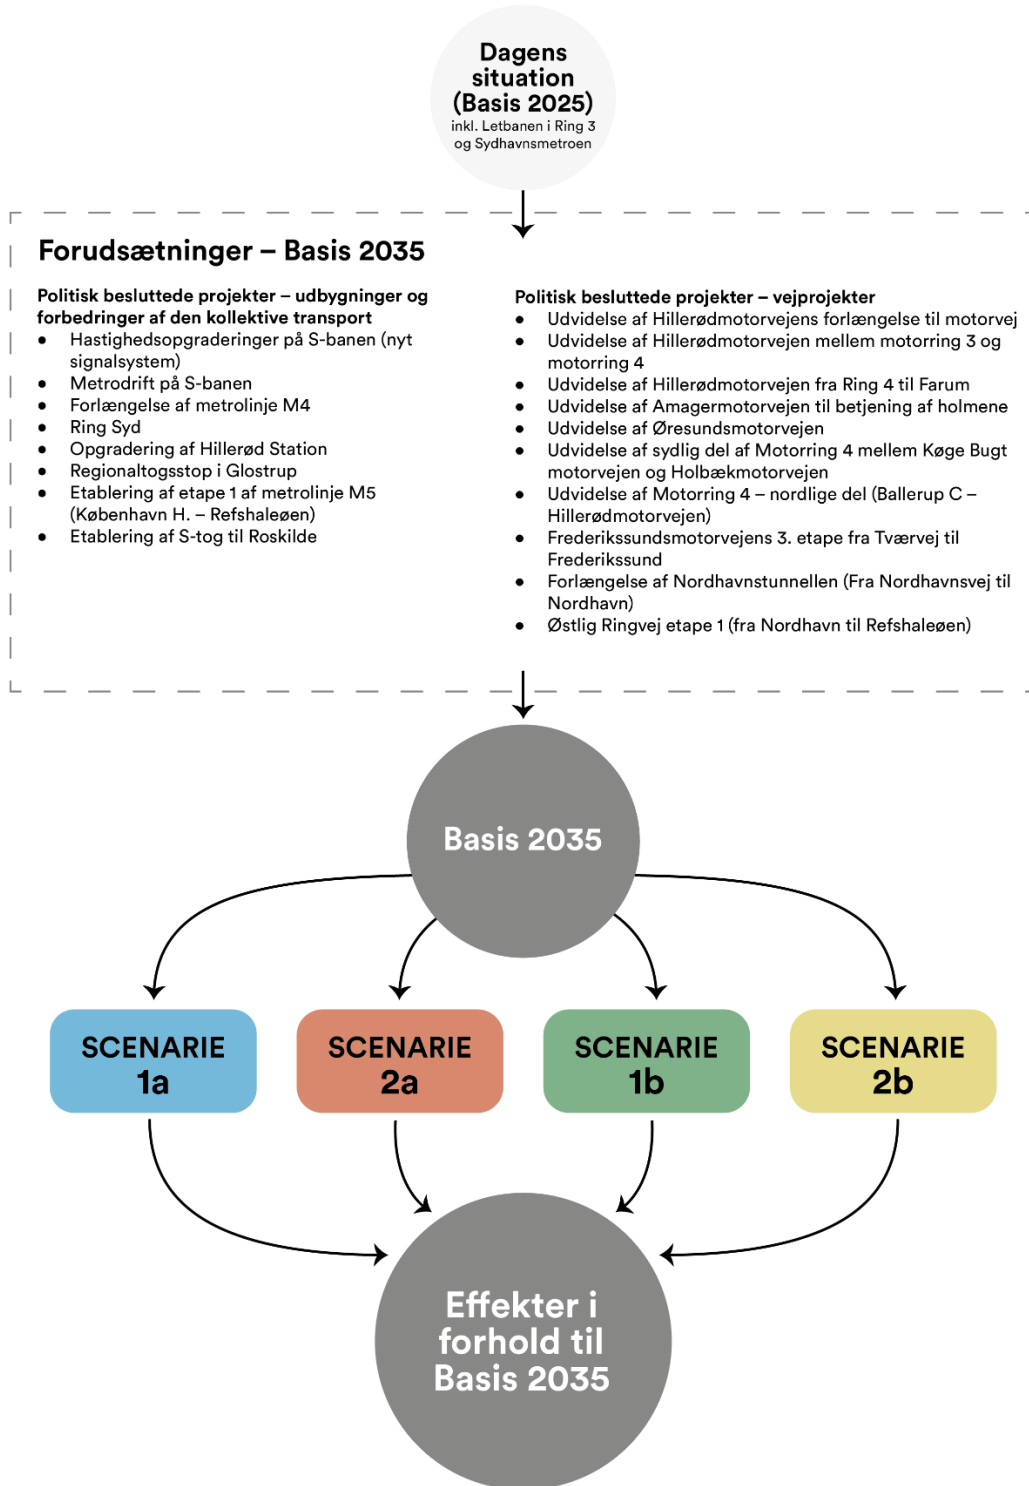 Dagens
situation
(Basis 2025)
inkl. Letbanen i Ring 3
og Sydhavnsmetroen
Forudsætninger – Basis 2035
Politisk besluttede projekter – udbygninger og
forbedringer af den kollektive transport
• Hastighedsopgraderinger på S-banen (nyt
signalsystem)
• Metrodrift på S-banen
• Forlængelse af metrolinje M4
• Ring Syd
• Opgradering af Hillerød Station
• Regionaltogsstop i Glostrup
• Etablering af etape 1 af metrolinje M5
(København H. – Refshaleøen)
• Etablering af S-tog til Roskilde
Politisk besluttede projekter – vejprojekter
• Udvidelse af Hillerødmotorvejens forlængelse til motorvej
• Udvidelse af Hillerødmotorvejen mellem motorring 3 og
motorring 4
• Udvidelse af Hillerødmotorvejen fra Ring 4 til Farum
• Udvidelse af Amagermotorvejen til betjening af holmene
• Udvidelse af Øresundsmotorvejen
• Udvidelse af sydlig del af Motorring 4 mellem Køge Bugt
motorvejen og Holbækmotorvejen
• Udvidelse af Motorring 4 – nordlige del (Ballerup C –
Hillerødmotorvejen)
• Frederikssundsmotorvejens 3. etape fra Tværvej til
Frederikssund
• Forlængelse af Nordhavnstunnellen (Fra Nordhavnsvej til
Nordhavn)
• Østlig Ringvej etape 1 (fra Nordhavn til Refshaleøen)
Basis 2035
SCENARIE
1a
SCENARIE
2a
SCENARIE
1b
SCENARIE
2b
Effekter i
forhold til
Basis 2035